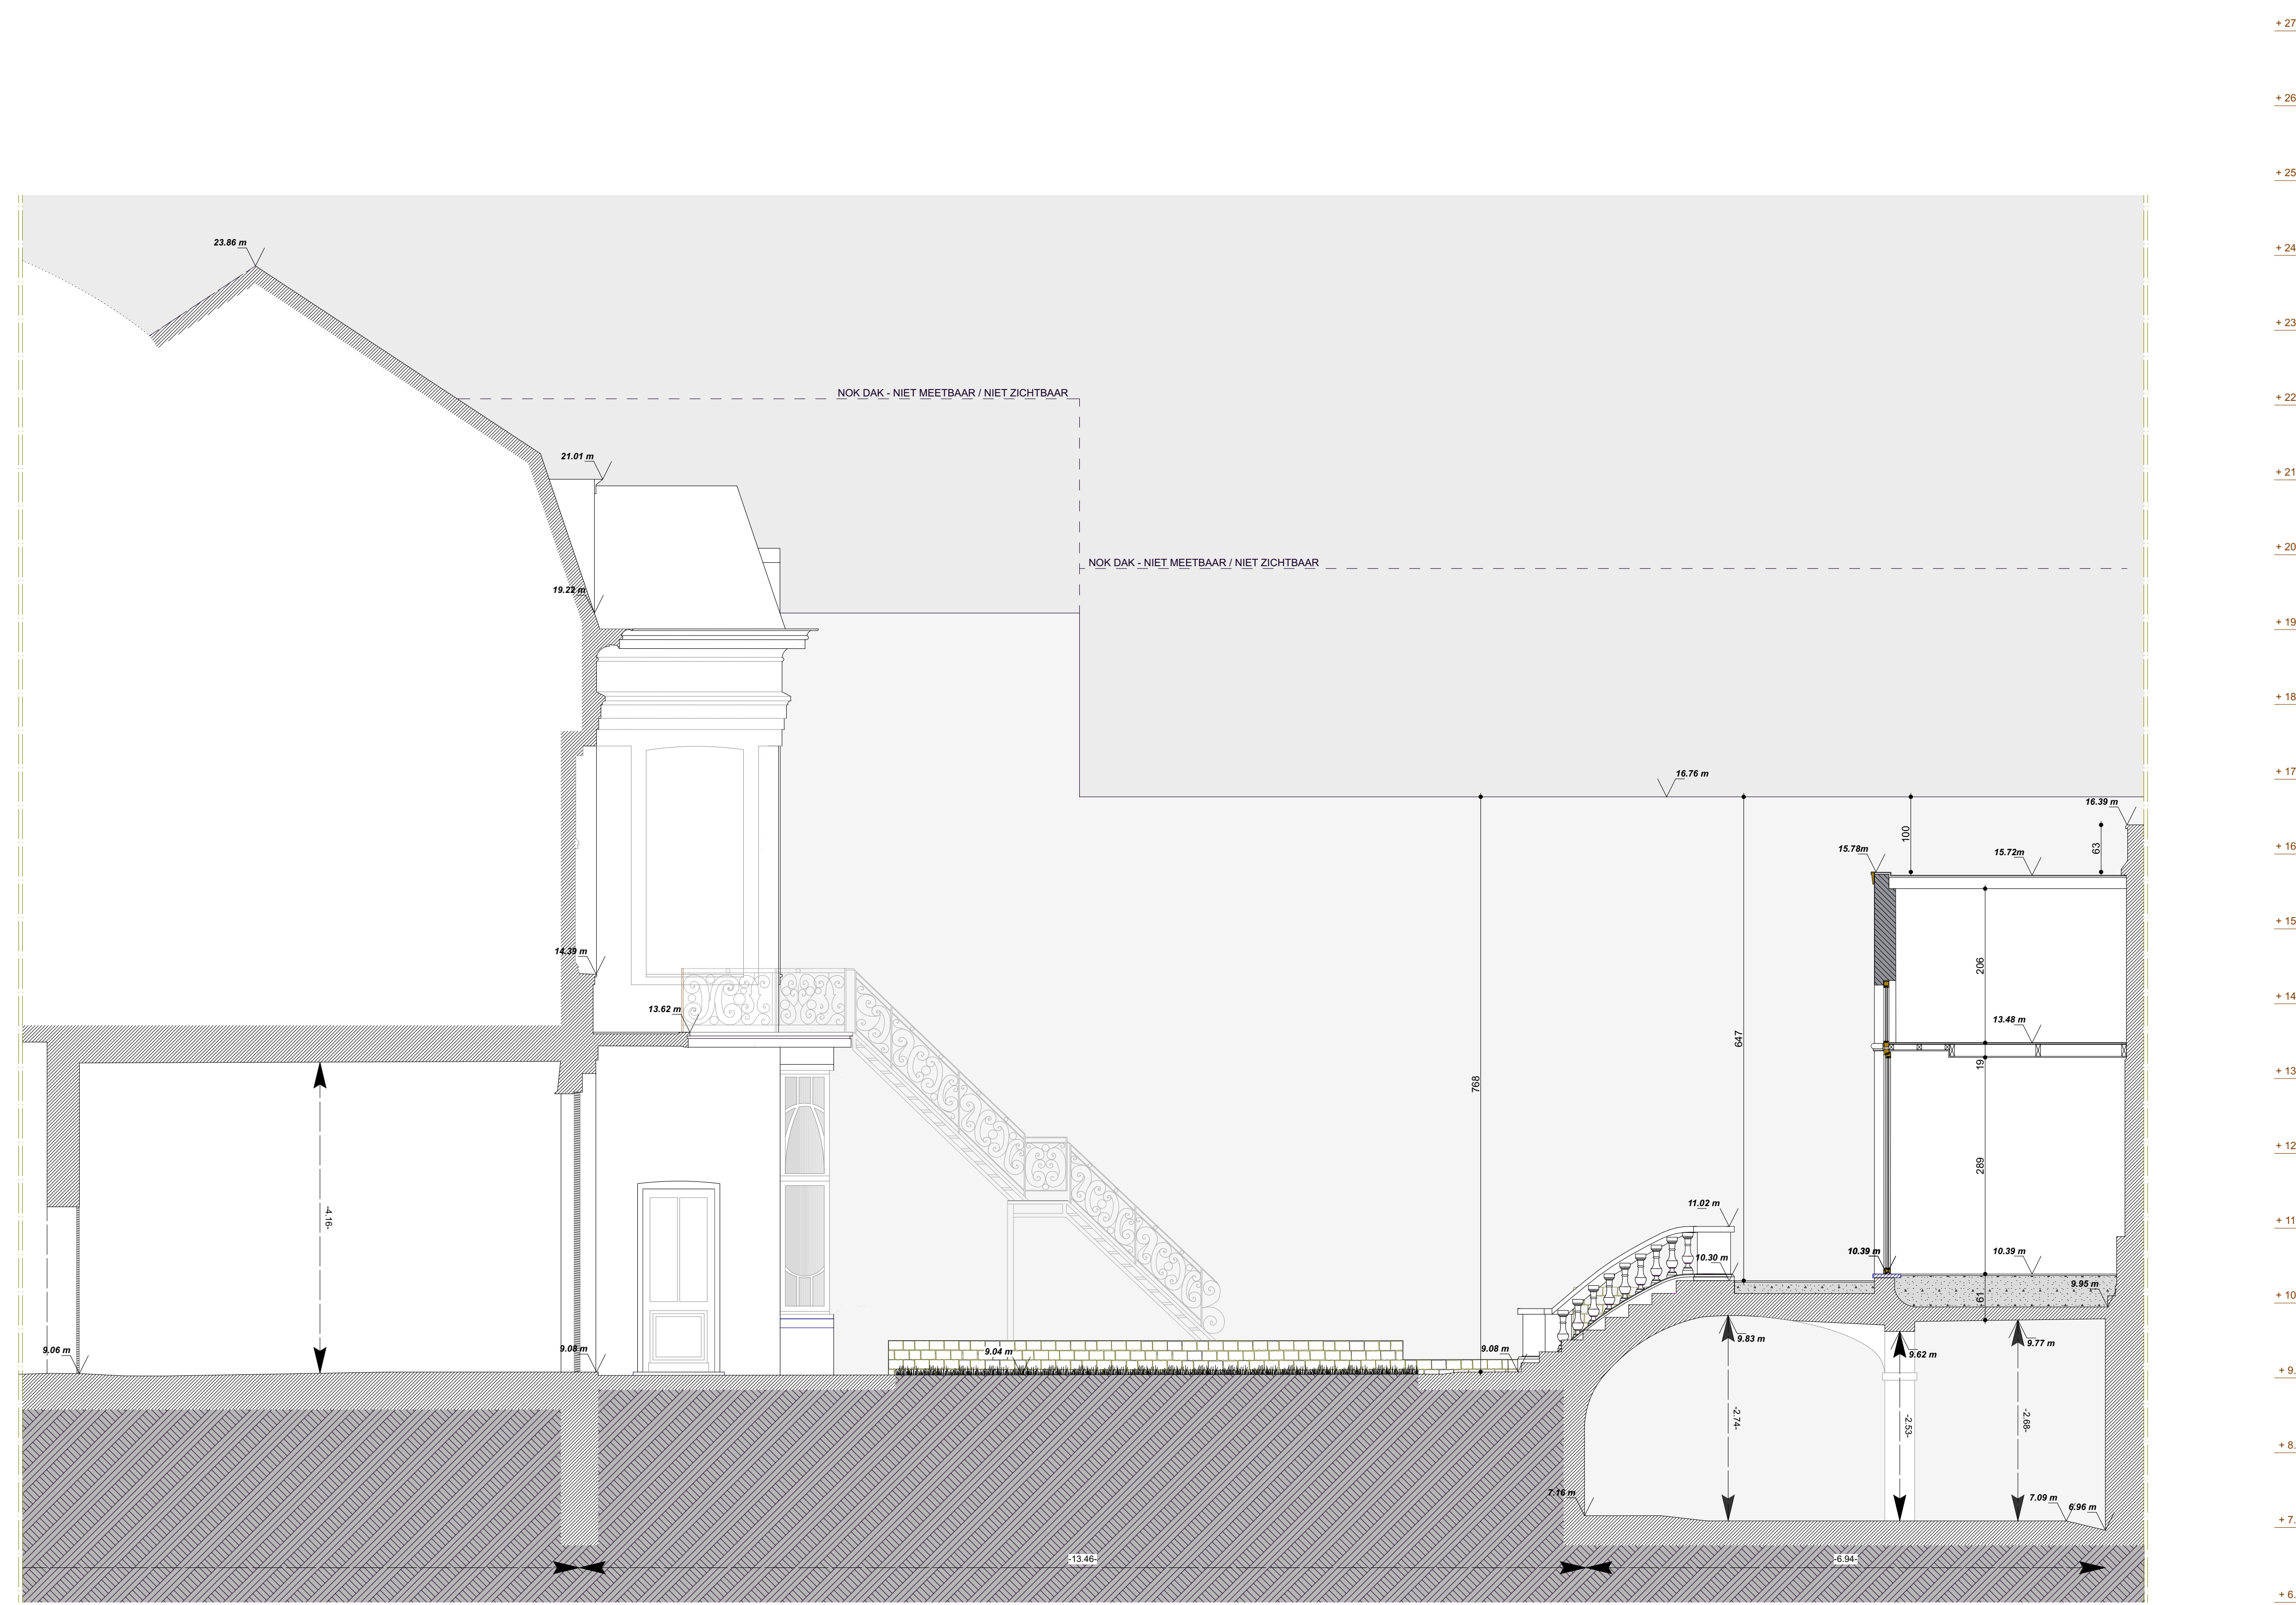 + 27
+ 26
+ 25
23.86 m
+ 24
+ 23
NOK DAK - NIET MEETBAAR / NIET ZICHTBAAR
+ 22
21.01 m
+ 21
NOK DAK - NIET MEETBAAR / NIET ZICHTBAAR
+ 20
19.22 m
+ 19
+ 18
16.76 m
+ 17
16.39 m
100
63
15.78m
15.72m
+ 16
+ 15
14.39 m
206
+ 14
13.62 m
13.48 m
647
19
768
+ 13
289
+ 12
-4.16-
11.02 m
+ 11
10.30 m
10.39 m
10.39 m
9.95 m
61
+ 10
9.06 m
9.08 m
9.04 m
9.08 m
9.83 m
9.62 m
9.77 m
+ 9.
-2.74-
-2.53-
-2.68-
+ 8.
7.16 m
7.09 m
6.96 m
+ 7.
-13.46-
-6.94-
+ 6.